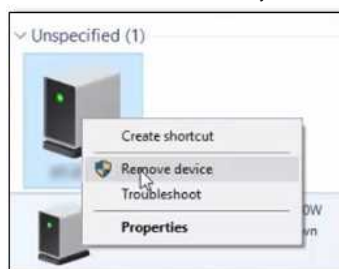 Unspecified (1)
Create shortcut
Remove device
Troubleshoot
Properties